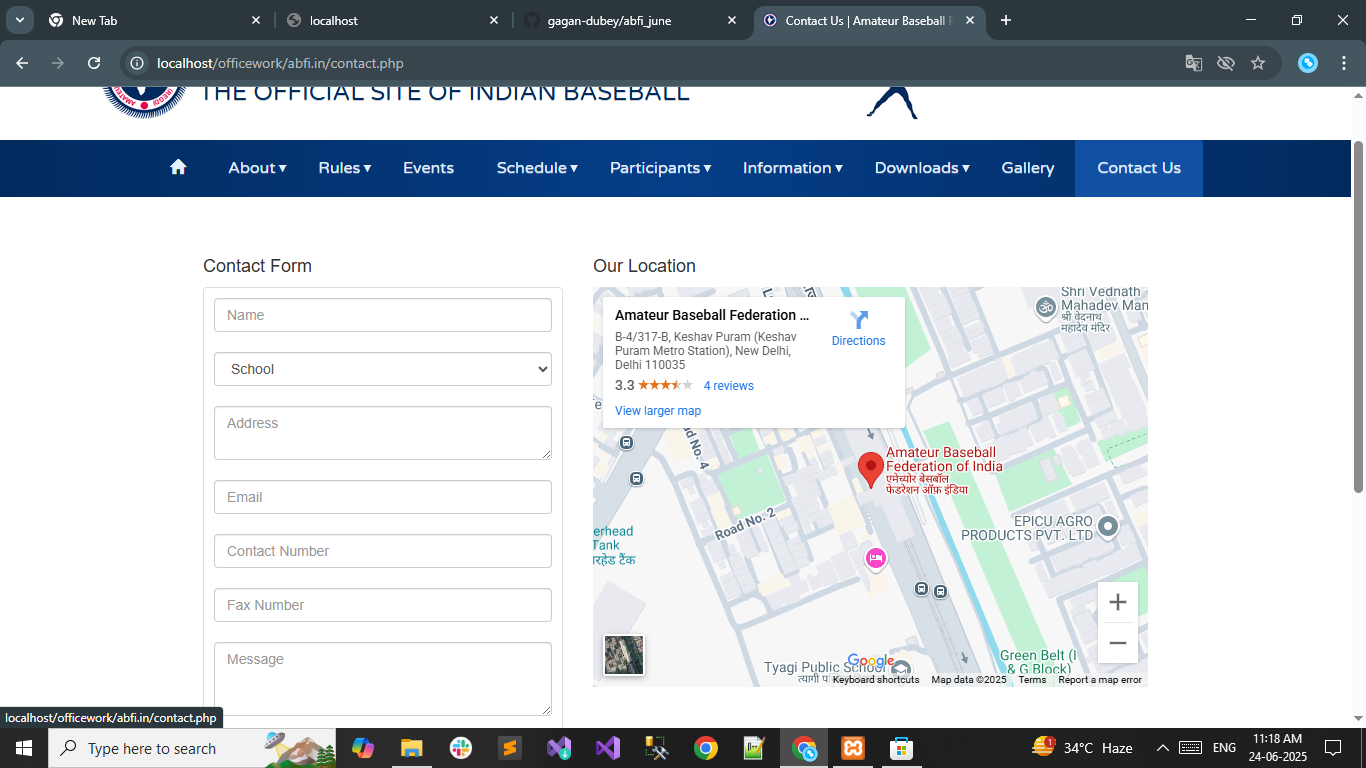 New Tab
localhost
gagan-dubey/abfi_june
Contact Us | Amateur Baseball F
localhost/officework/abfi.in/contact.php
THE OFFICIAL SITE OF INDIAN BASEBALL
About
Rules
Events
Schedule
Participants
Information
Downloads
Gallery
Contact Us
Contact Form
Name
School
Address
Email
Contact Number
Fax Number
Message
Our Location
Amateur Baseball Federation ...
B-4/317-B, Keshav Puram (Keshav
Puram Metro Station), New Delhi,
Delhi 110035
3.3
4 reviews
View larger map
Directions
Shri Vednath
Mahadev Man
श्री वेदनाथ
महादेव मंदिर
Road No. 4
Amateur Baseball
Federation of India
एमेच्योर बेसबॉल
फेडरेशन ऑफ़ इंडिया
Road No. 2
EPICU AGRO
PRODUCTS PVT. LTD
erhead
Tank
रहेड टैंक
Green Belt (I
& G Block)
Tyagi Public School
त्यागी प
Google
Keyboard shortcuts
Map data ©2025
Terms
Report a map error
localhost/officework/abfi.in/contact.php
Type here to search
1
34°C Haze
ENG
11:18 AM
24-06-2025